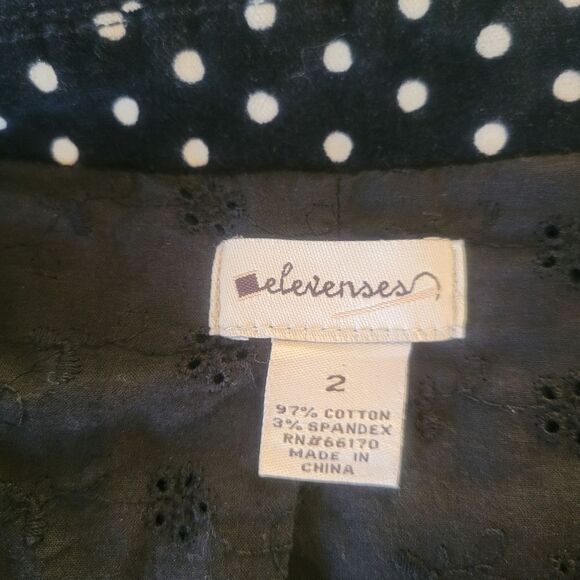 elevenses
2
97% COTTON
3% SPANDEX
RN#66170
MADE IN
CHINA